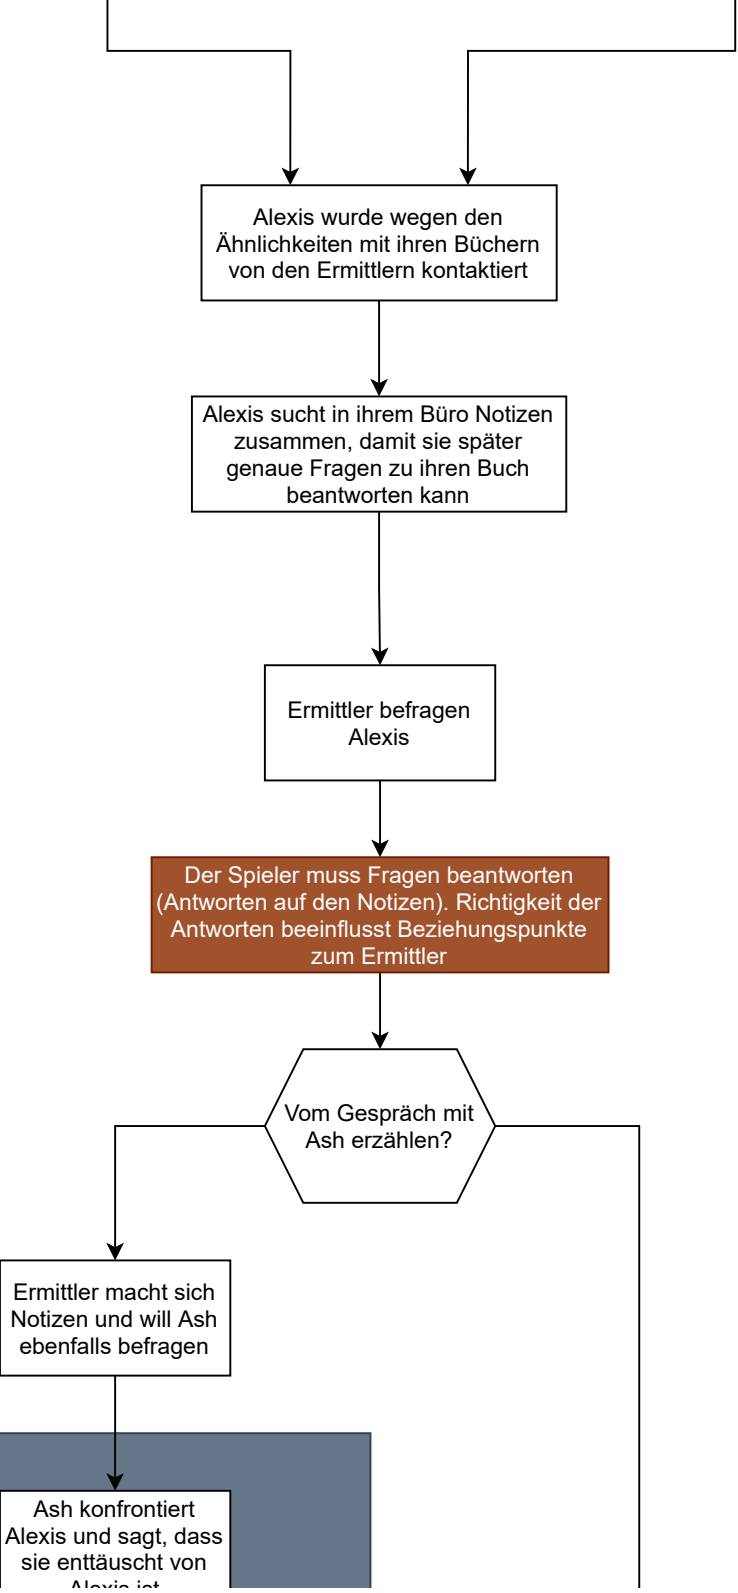 Alexis wurde wegen den
Ähnlichkeiten mit ihren Büchern
von den Ermittlern kontaktiert
Alexis sucht in ihrem Büro Notizen
zusammen, damit sie später
genaue Fragen zu ihren Buch
beantworten kann
Ermittler befragen
Alexis
Der Spieler muss Fragen beantworten
(Antworten auf den Notizen). Richtigkeit der
Antworten beeinflusst Beziehungspunkte
zum Ermittler
Vom Gespräch mit
Ash erzählen?
Ermittler macht sich
Notizen und will Ash
ebenfalls befragen
Ash konfrontiert
Alexis und sagt, dass
sie enttäuscht von
Alexis ist